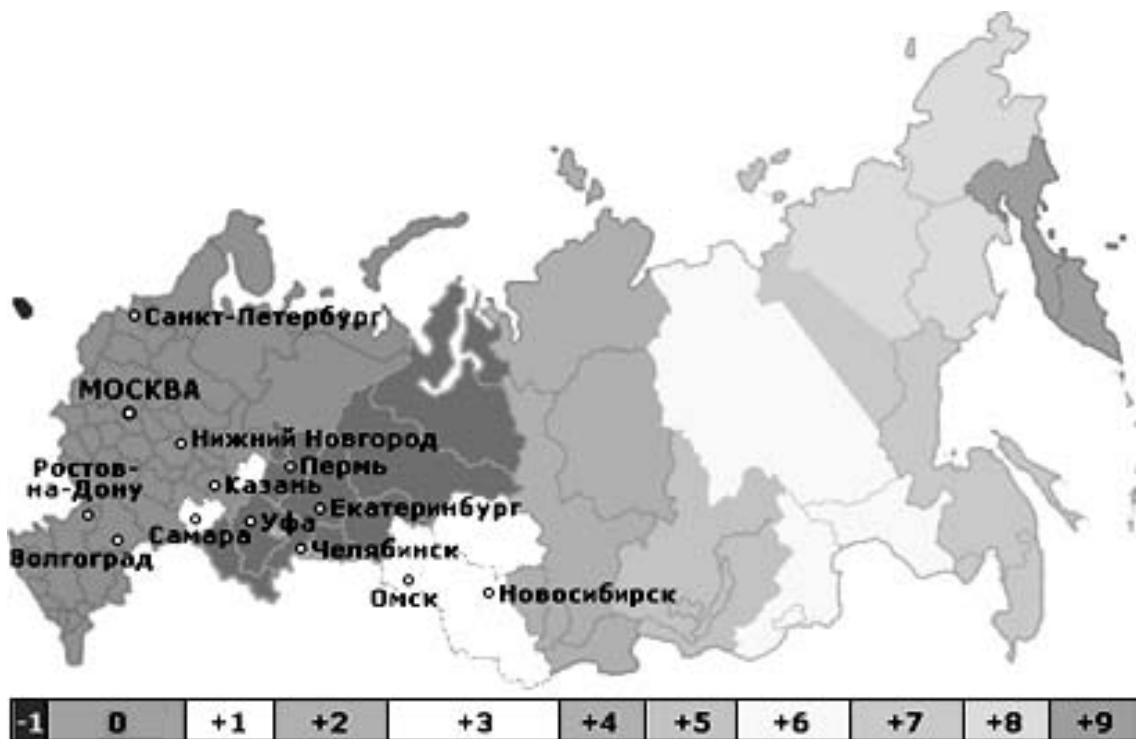 Санкт-Петербург
МОСКВА
Нижний Новгород
Пермь
Ростов-
на-Дону
Казань
Екатеринбург
Самара
Уфа
Волгоград
Челябинск
Омск
Новосибирск
-1 0 +1 +2 +3 +4 +5 +6 +7 +8 +9